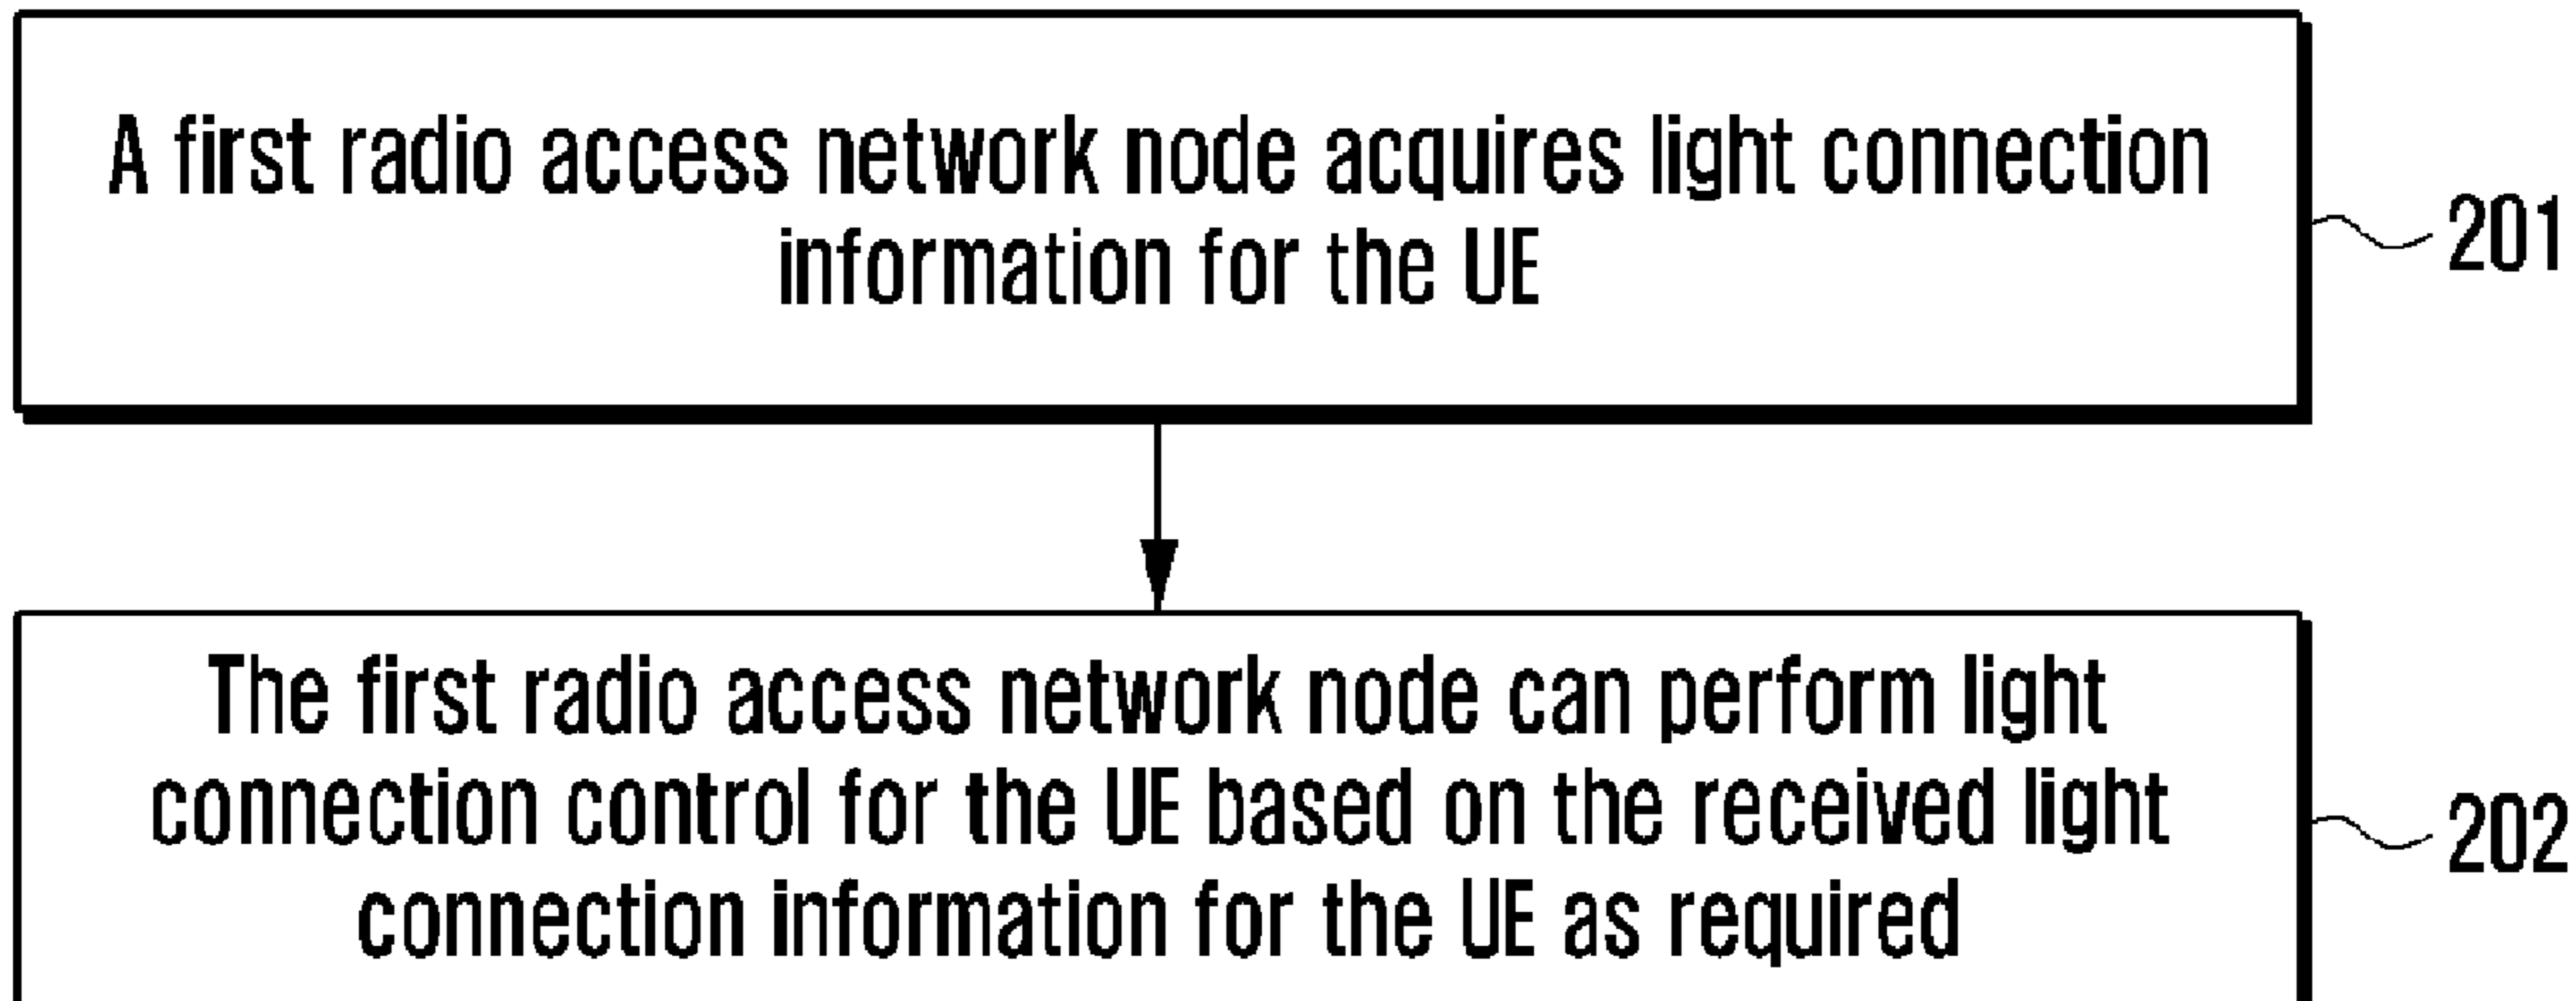 A first radio access network node acquires light connection
information for the UE
201
The first radio access network node can perform light
connection control for the UE based on the received light
connection information for the UE as required
202